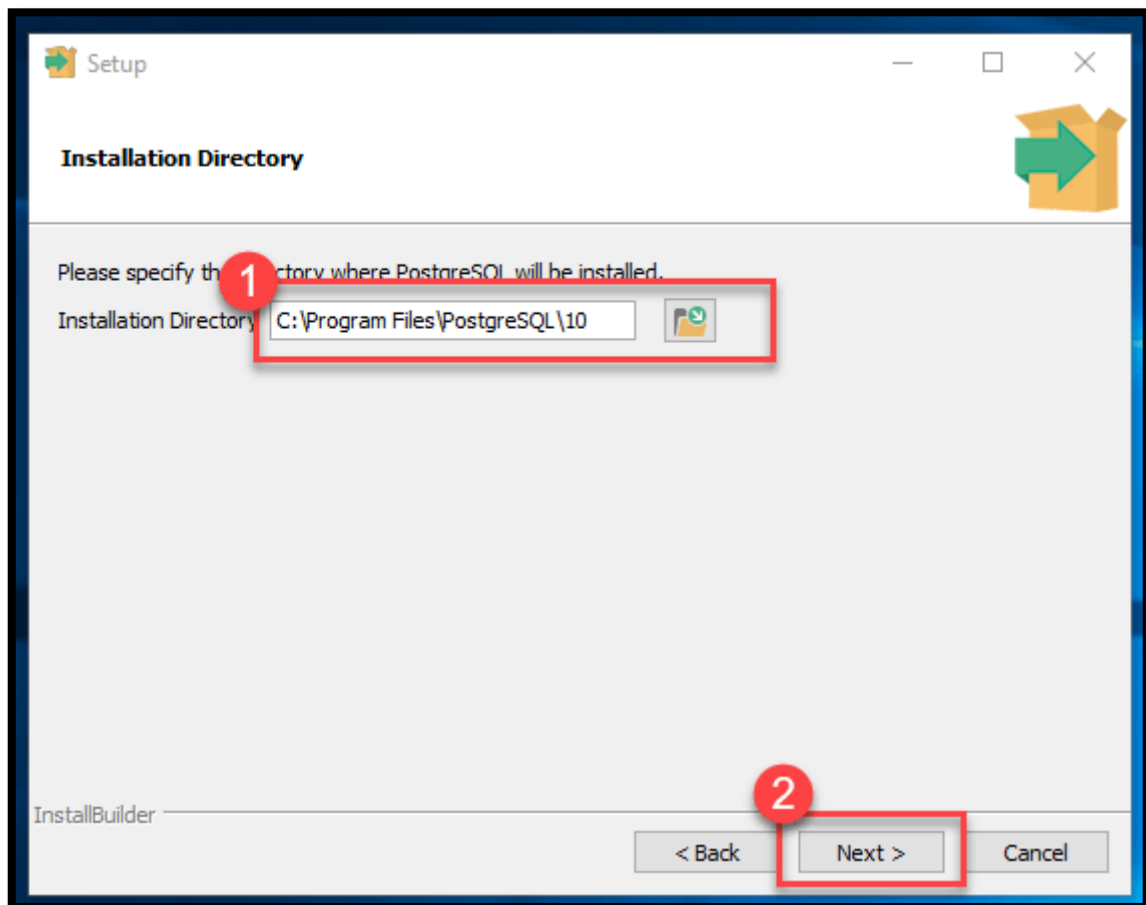 Setup
Installation Directory
Please specify th ectory where PostgreSQL will be installed.
1
Installation Directory C:\Program Files\PostgreSQL\10
2
InstallBuilder
< Back Next > Cancel